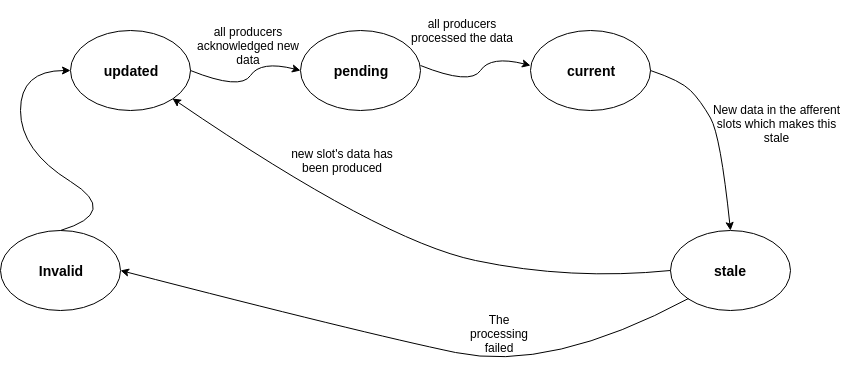 all producers
acknowledged new
data
all producers
processed the data
updated
pending
current
New data in the afferent
slots which makes this
stale
new slot's data has
been produced
Invalid
stale
The
processing
failed